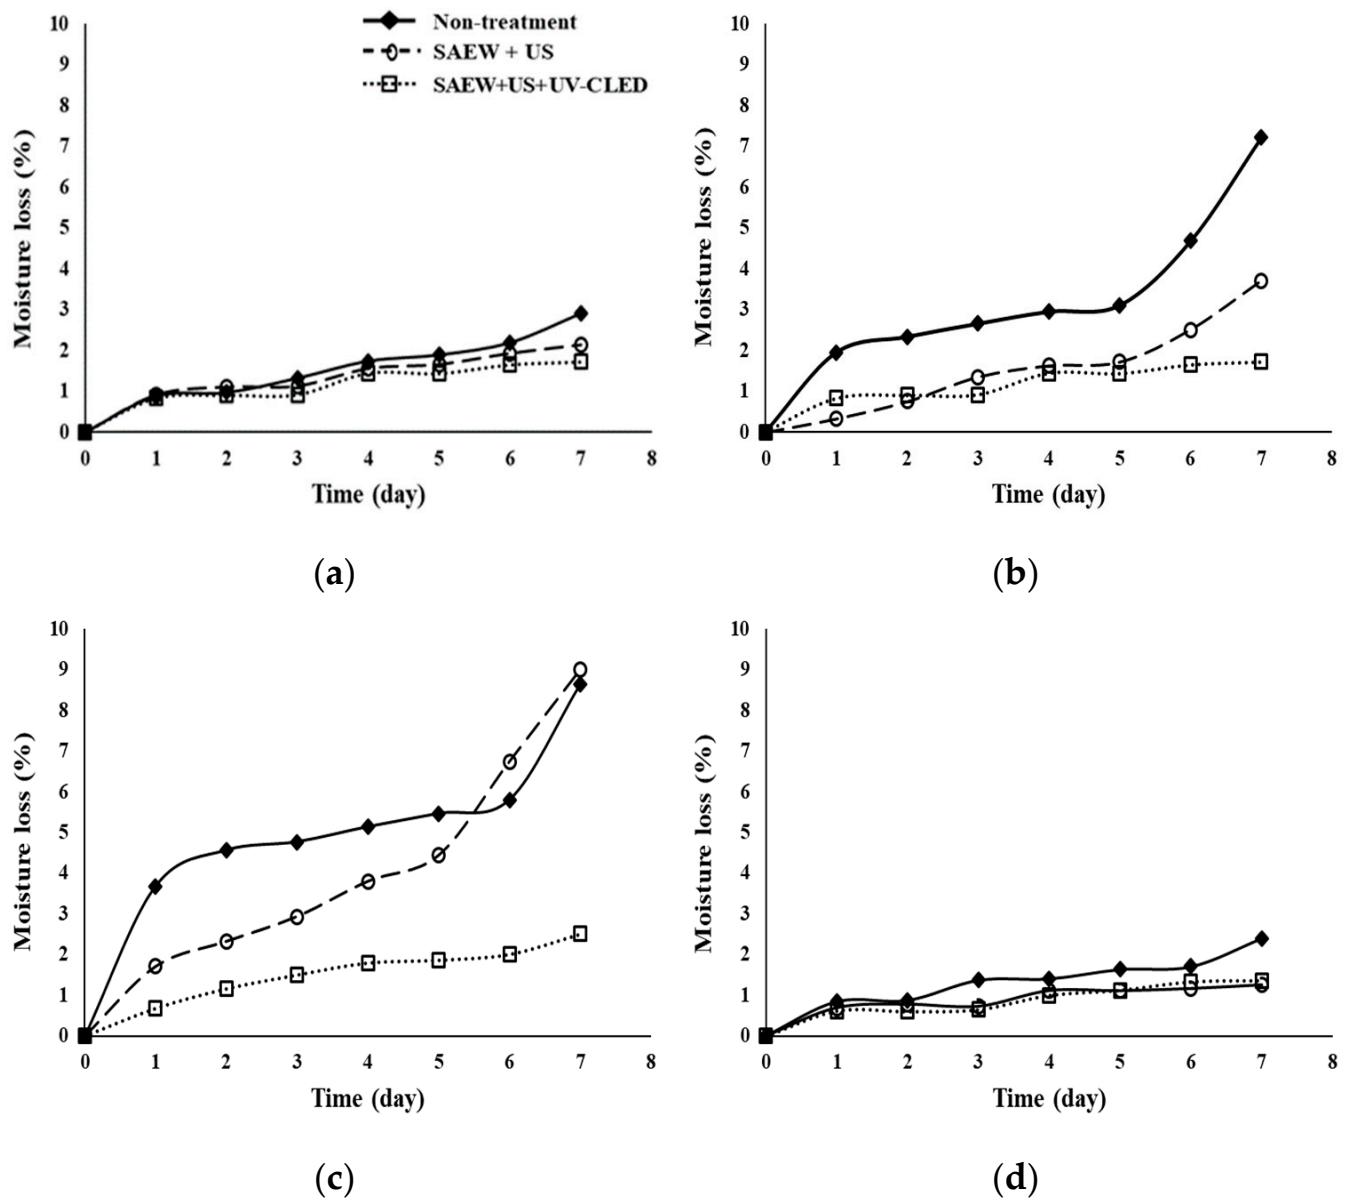 Non-treatment
SAEW + US
SAEW+US+UV-CLED
Moisture loss (%)
10
9
8
7
6
5
4
3
2
1
0
0 1 2 3 4 5 6 7 8
Time (day)
(a)
Moisture loss (%)
10
9
8
7
6
5
4
3
2
1
0
0 1 2 3 4 5 6 7 8
Time (day)
(b)
Moisture loss (%)
10
9
8
7
6
5
4
3
2
1
0
0 1 2 3 4 5 6 7 8
Time (day)
(c)
Moisture loss (%)
10
9
8
7
6
5
4
3
2
1
0
0 1 2 3 4 5 6 7 8
Time (day)
(d)